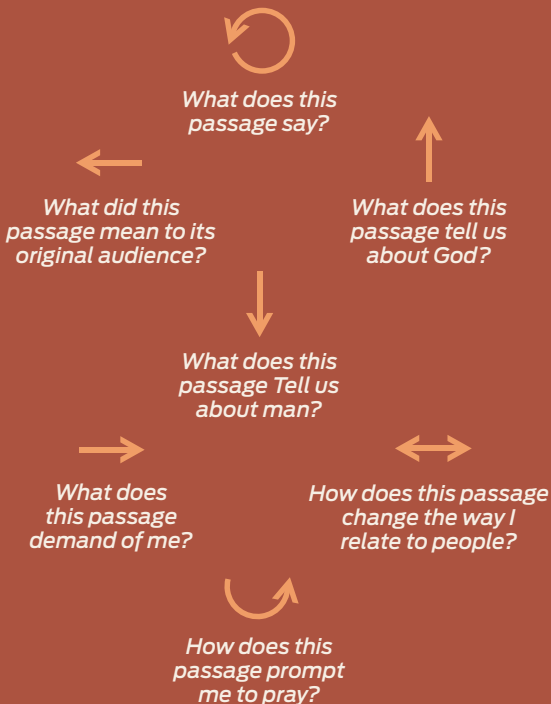 What does this
passage say?
What did this
passage mean to its
original audience?
What does this
passage tell us
about God?
What does this
passage Tell us
about man?
What does
this passage
demand of me?
How does this passage
change the way I
relate to people?
How does this
passage prompt
me to pray?